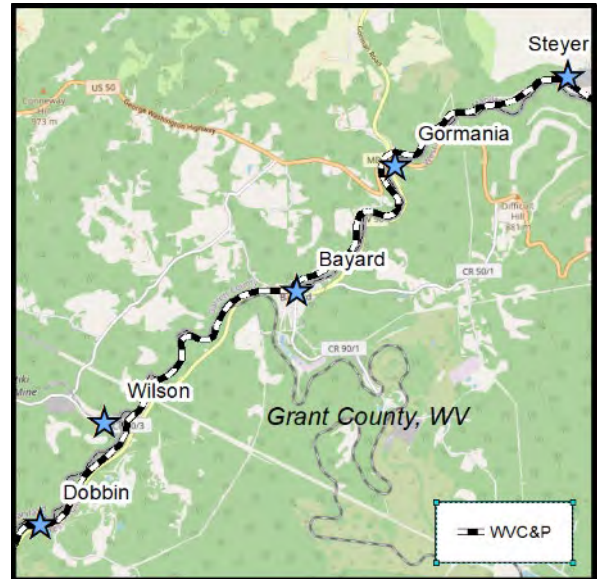 Steyer
US 50
Conneway
973 m
George Washington Highway
Gormania
Difficult
Hill
Bayard
CR 50/1
CR 90/1
Wilson
Mine
Grant County, WV
Dobbin
WVC&P